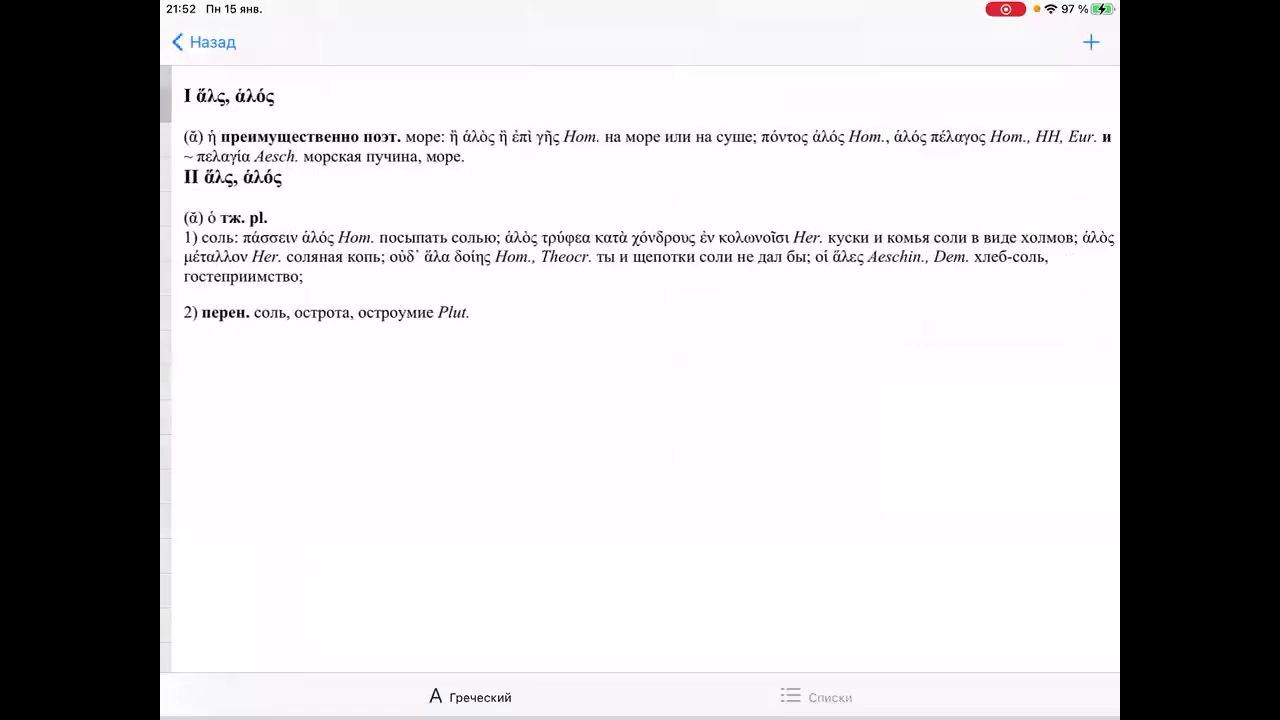 21:52 Пн 15 янв. 97 %
Назад
I ἅλς, ἁλός
(ᾰ) ἡ преимущественно поэт. море: ἢ ἁλὸς ἢ ἐπὶ γῆς Hom. на море или на суше; πόντος ἁλός Hom., ἁλός πέλαγος Hom., HH, Eur. и
~ πελαγία Aesch. морская пучина, море.
II ἅλς, ἁλός
(ᾰ) ὁ тж. pl.
1) соль: πάσσειν ἁλός Hom. посыпать солью; ἁλὸς τρύφεα κατὰ χόνδρους ἐν κολωνοῖσι Her. куски и комья соли в виде холмов; ἁλὸς
μέταλλον Her. соляная копь; οὐδ᾽ ἅλα δοίης Hom., Theocr. ты и щепотки соли не дал бы; οἱ ἅλες Aeschin., Dem. хлеб-соль,
гостеприимство;
2) перен. соль, острота, остроумие Plut.
A Греческий Списки